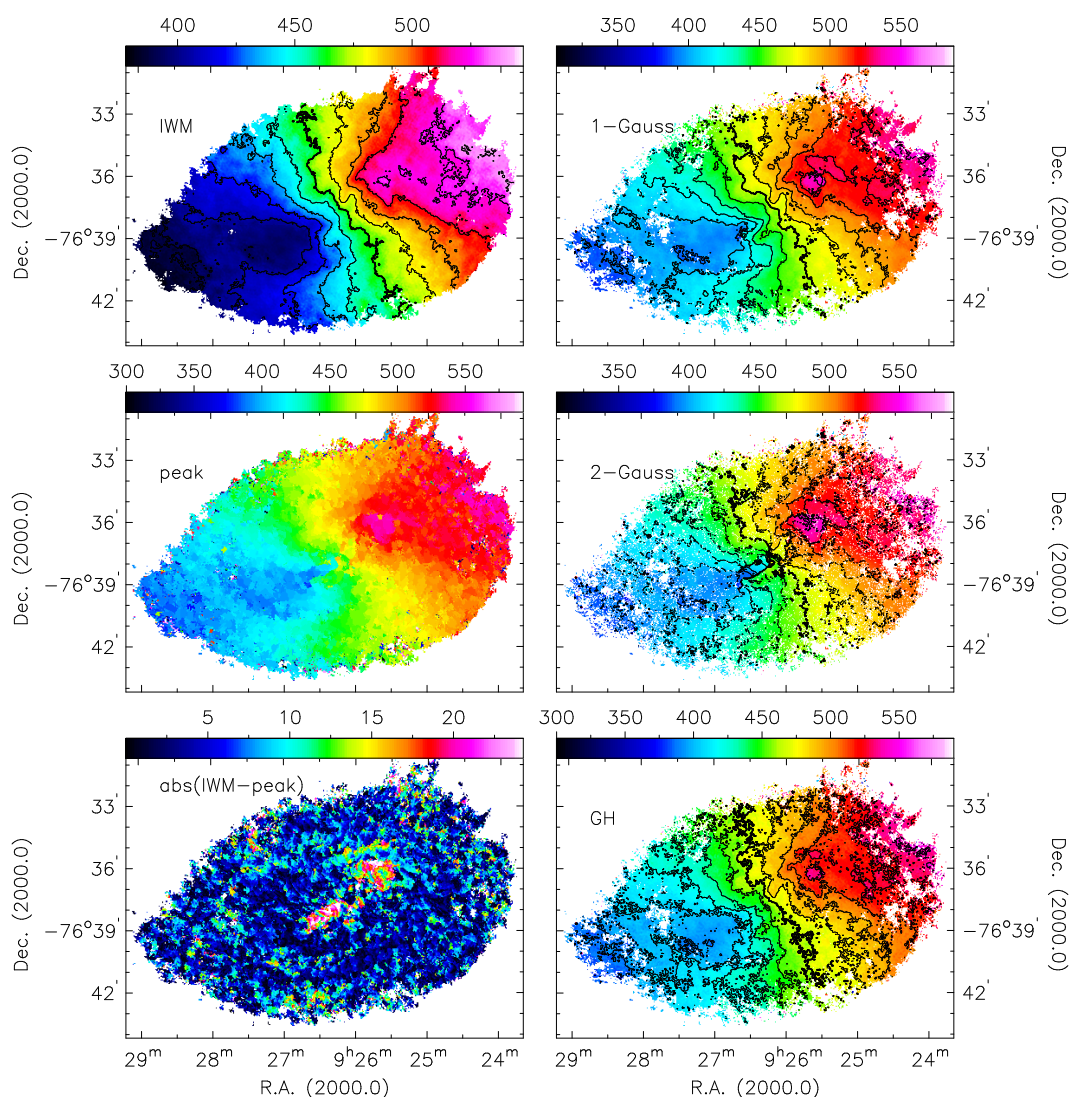 400 450 500
350 400 450 500 550
IWM
1-Gauss
33'
36'
-76°39'
42'
33'
36'
-76°39'
42'
Dec. (2000.0)
Dec. (2000.0)
300 350 400 450 500 550
350 400 450 500 550
peak
2-Gauss
33'
36'
-76°39'
42'
33'
36'
-76°39'
42'
Dec. (2000.0)
Dec. (2000.0)
5 10 15 20
300 350 400 450 500 550
abs(IWM-peak)
GH
33'
36'
-76°39'
42'
33'
36'
-76°39'
42'
Dec. (2000.0)
Dec. (2000.0)
29ᵐ 28ᵐ 27ᵐ 9ʰ26ᵐ 25ᵐ 24ᵐ
29ᵐ 28ᵐ 27ᵐ 9ʰ26ᵐ 25ᵐ 24ᵐ
R.A. (2000.0)
R.A. (2000.0)